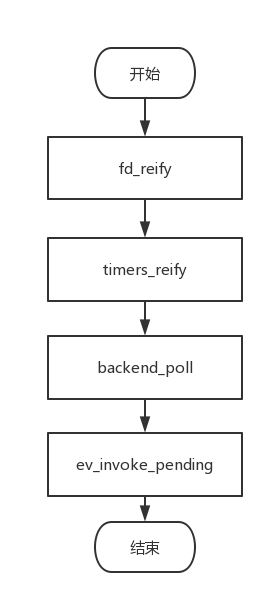 开始
fd_reify
timers_reify
backend_poll
ev_invoke_pending
结束